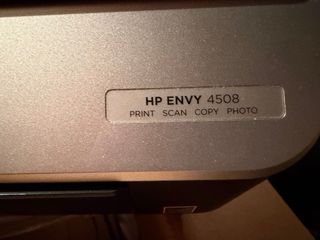 HP ENVY 4508
PRINT SCAN COPY PHOTO